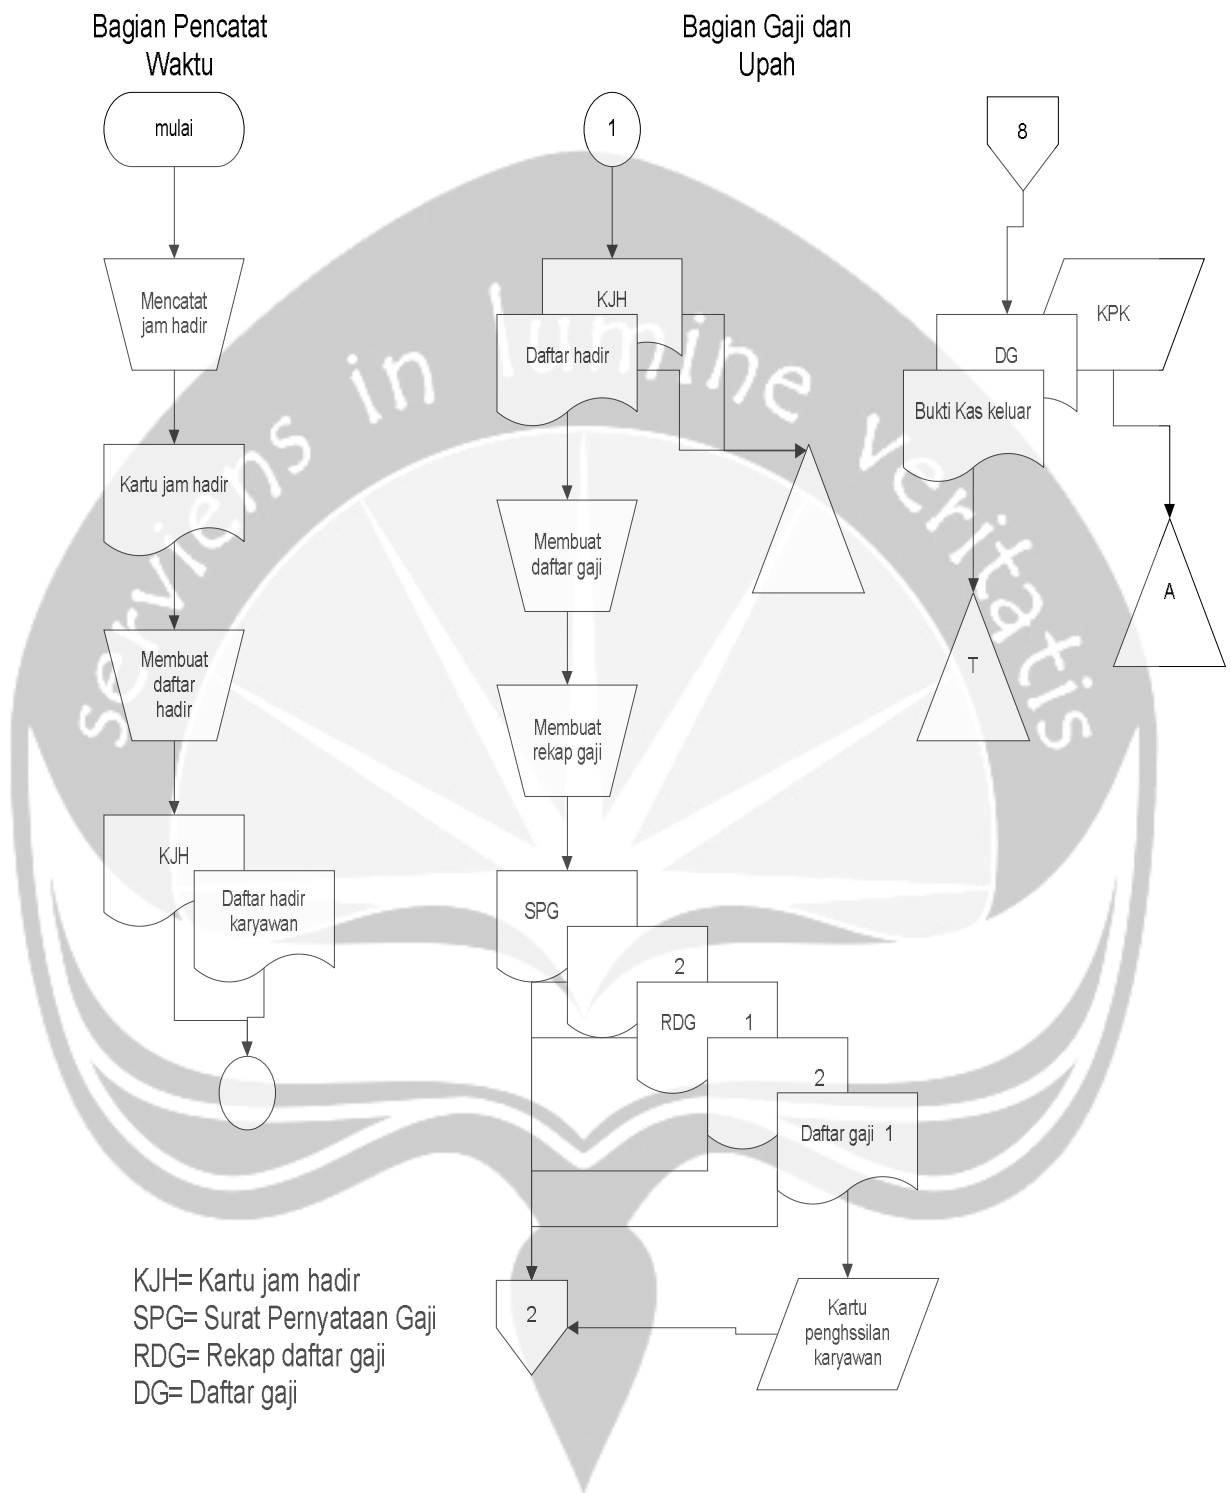 Bagian Pencatat
Waktu
mulai
Mencatat
jam hadir
Kartu jam hadir
Membuat
daftar
hadir
KJH
Daftar hadir
karyawan
Bagian Gaji dan
Upah
1
KJH
Daftar hadir
Membuat
daftar gaji
Membuat
rekap gaji
SPG
2
RDG 1
2
Daftar gaji 1
2
Kartu
penghssilan
karyawan
8
KPK
DG
Bukti Kas keluar
T
A
KJH= Kartu jam hadir
SPG= Surat Pernyataan Gaji
RDG= Rekap daftar gaji
DG= Daftar gaji
serviens in lumine veritatis